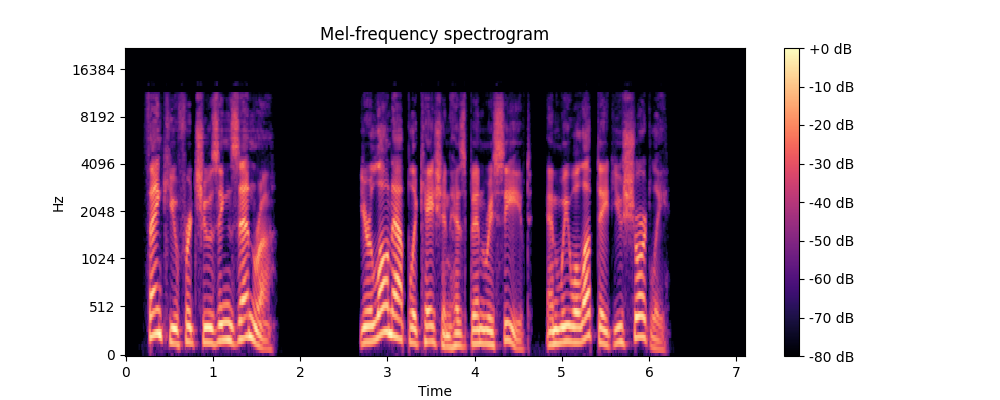 Mel-frequency spectrogram
Hz
16384
8192
4096
2048
1024
512
0
0 1 2 3 4 5 6 7
Time
+0 dB
-10 dB
-20 dB
-30 dB
-40 dB
-50 dB
-60 dB
-70 dB
-80 dB